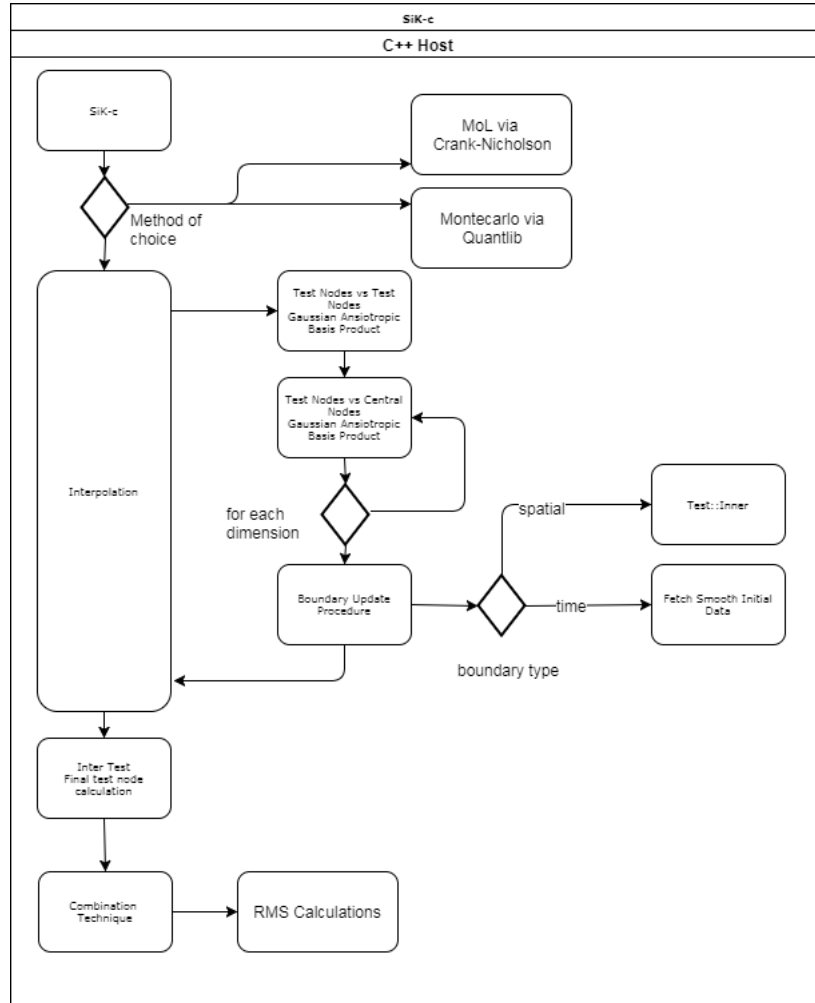 SiK-c
C++ Host
SiK-c
MoL via
Crank-Nicholson
Method of
choice
Montecarlo via
Quantlib
Test Nodes vs Test
Nodes
Gaussian Ansiotropic
Basis Product
Test Nodes vs Central
Nodes
Gaussian Ansiotropic
Basis Product
Interpolation
for each
dimension
spatial
Test::Inner
Boundary Update
Procedure
time
Fetch Smooth Initial
Data
boundary type
Inter Test
Final test node
calculation
Combination
Technique
RMS Calculations